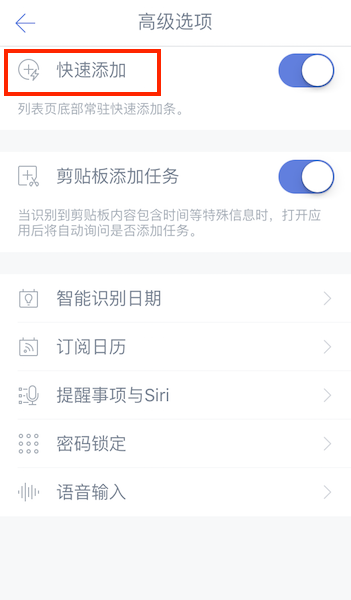 高级选项
快速添加
列表页底部常驻快速添加条。
剪贴板添加任务
当识别到剪贴板内容包含时间等特殊信息时，打开应
用后将自动询问是否添加任务。
智能识别日期
订阅日历
提醒事项与Siri
密码锁定
语音输入